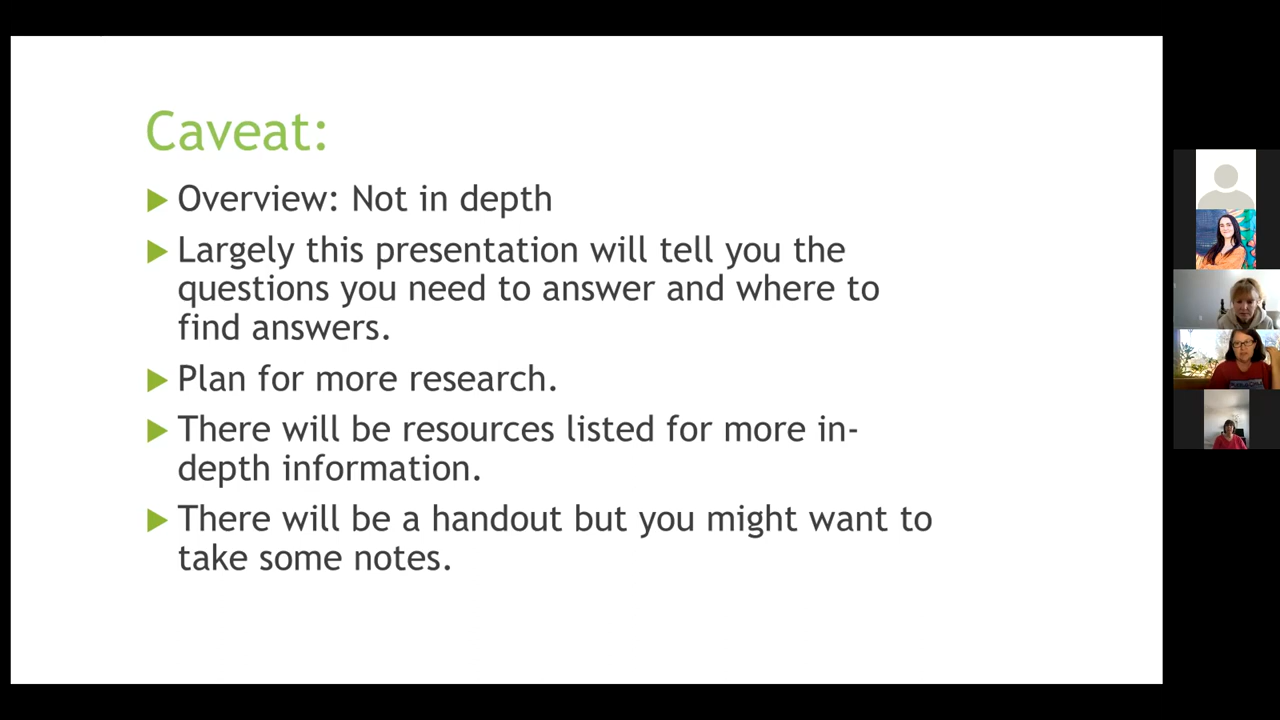 Caveat:
Overview: Not in depth
Largely this presentation will tell you the
questions you need to answer and where to
find answers.
Plan for more research.
There will be resources listed for more in-
depth information.
There will be a handout but you might want to
take some notes.